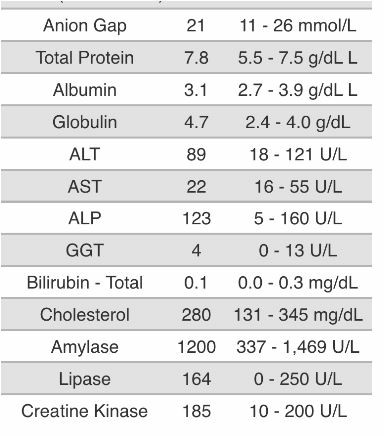 Anion Gap 21 11 - 26 mmol/L
Total Protein 7.8 5.5 - 7.5 g/dL L
Albumin 3.1 2.7 - 3.9 g/dL L
Globulin 4.7 2.4 - 4.0 g/dL
ALT 89 18 - 121 U/L
AST 22 16 - 55 U/L
ALP 123 5 - 160 U/L
GGT 4 0 - 13 U/L
Bilirubin - Total 0.1 0.0 - 0.3 mg/dL
Cholesterol 280 131 - 345 mg/dL
Amylase 1200 337 - 1,469 U/L
Lipase 164 0 - 250 U/L
Creatine Kinase 185 10 - 200 U/L